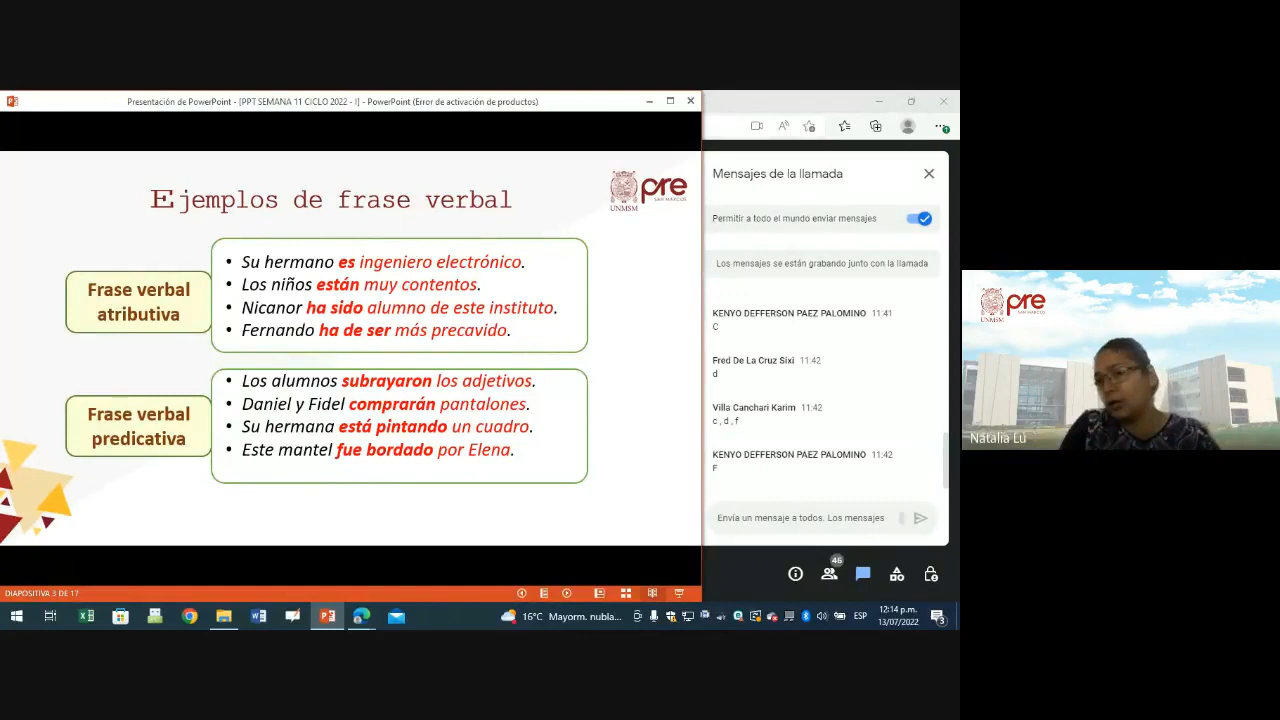 Presentación de PowerPoint - [PPT SEMANA 11 CICLO 2022 - I] - PowerPoint (Error de activación de productos)
Ejemplos de frase verbal
UNMSM
pre
SAN MARCOS
Frase verbal
atributiva
• Su hermano es ingeniero electrónico.
• Los niños están muy contentos.
• Nicanor ha sido alumno de este instituto.
• Fernando ha de ser más precavido.
Frase verbal
predicativa
• Los alumnos subrayaron los adjetivos.
• Daniel y Fidel comprarán pantalones.
• Su hermana está pintando un cuadro.
• Este mantel fue bordado por Elena.
DIAPOSITIVA 3 DE 17
Mensajes de la llamada
Permitir a todo el mundo enviar mensajes
Los mensajes se están grabando junto con la llamada
KENYO DEFFERSON PAEZ PALOMINO 11:41
C
Fred De La Cruz Sixi 11:42
d
Villa Canchari Karim 11:42
c , d , f
KENYO DEFFERSON PAEZ PALOMINO 11:42
F
Envía un mensaje a todos. Los mensajes
46
16°C Mayorm. nubla...
ESP
12:14 p.m.
13/07/2022
3
UNMSM
pre
SAN MARCOS
Natalia Lu